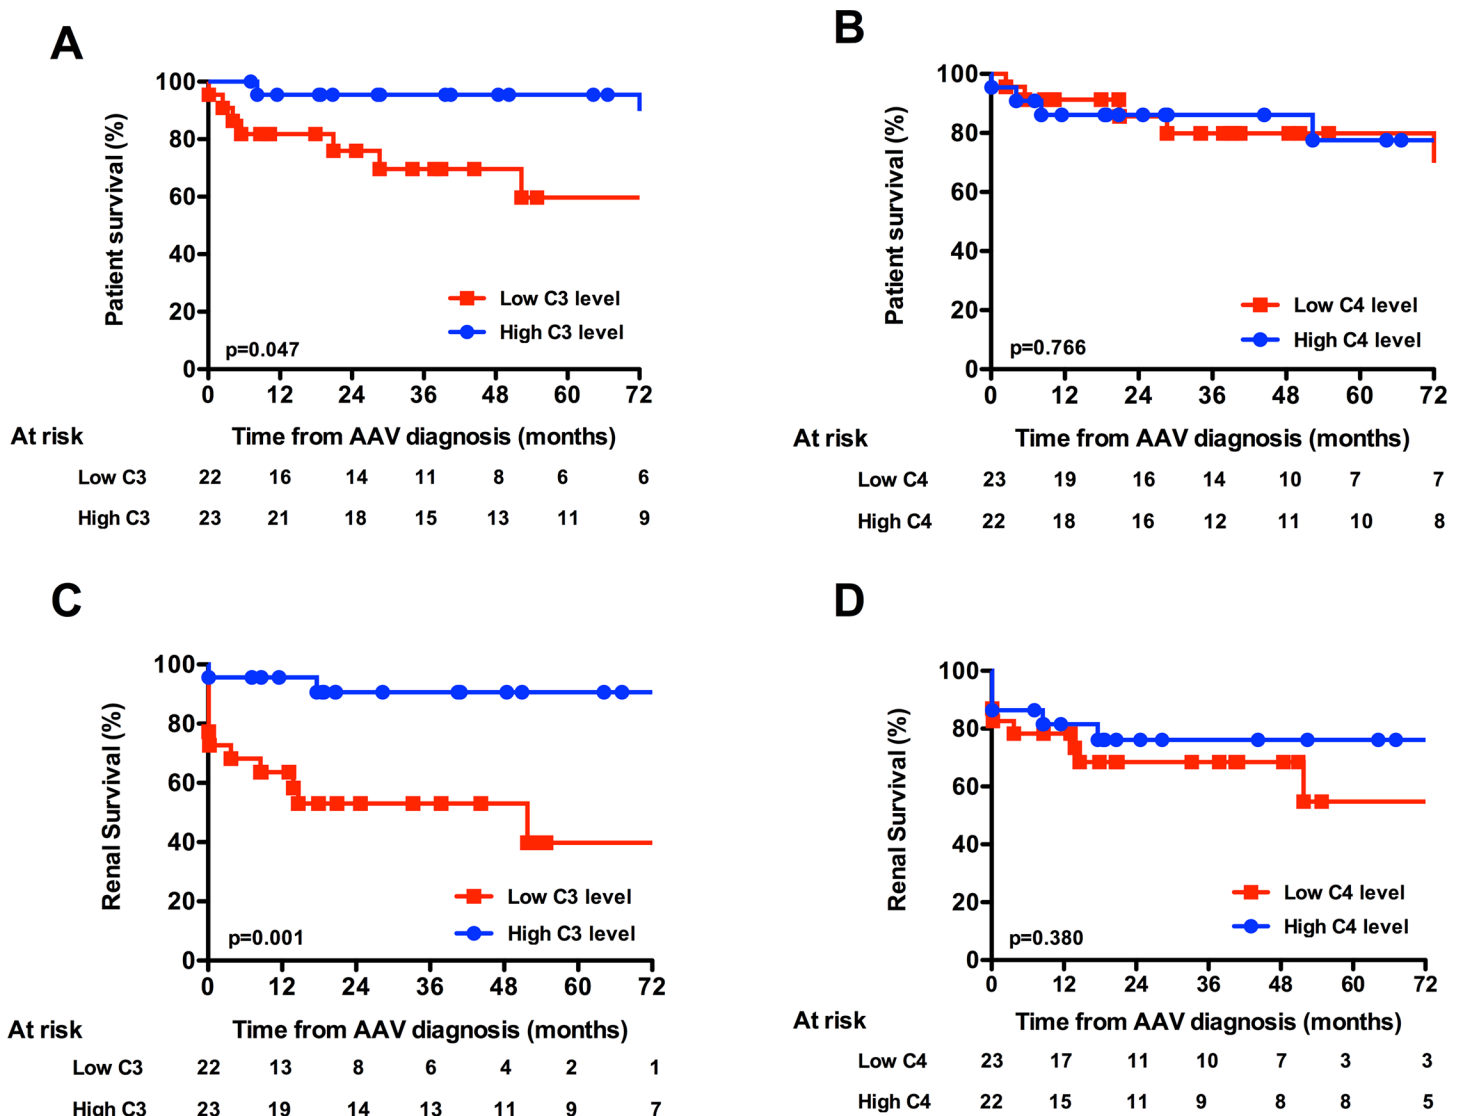 A
100
80
60
40
20
0
Patient survival (%)
Low C3 level
High C3 level
p=0.047
0 12 24 36 48 60 72
At risk Time from AAV diagnosis (months)
Low C3 22 16 14 11 8 6 6
High C3 23 21 18 15 13 11 9
B
100
80
60
40
20
0
Patient survival (%)
Low C4 level
High C4 level
p=0.766
0 12 24 36 48 60 72
At risk Time from AAV diagnosis (months)
Low C4 23 19 16 14 10 7 7
High C4 22 18 16 12 11 10 8
C
100
80
60
40
20
0
Renal Survival (%)
Low C3 level
High C3 level
p=0.001
0 12 24 36 48 60 72
At risk Time from AAV diagnosis (months)
Low C3 22 13 8 6 4 2 1
High C3 23 19 14 13 11 9 7
D
100
80
60
40
20
0
Renal Survival (%)
Low C4 level
High C4 level
p=0.380
0 12 24 36 48 60 72
At risk Time from AAV diagnosis (months)
Low C4 23 17 11 10 7 3 3
High C4 22 15 11 9 8 8 5